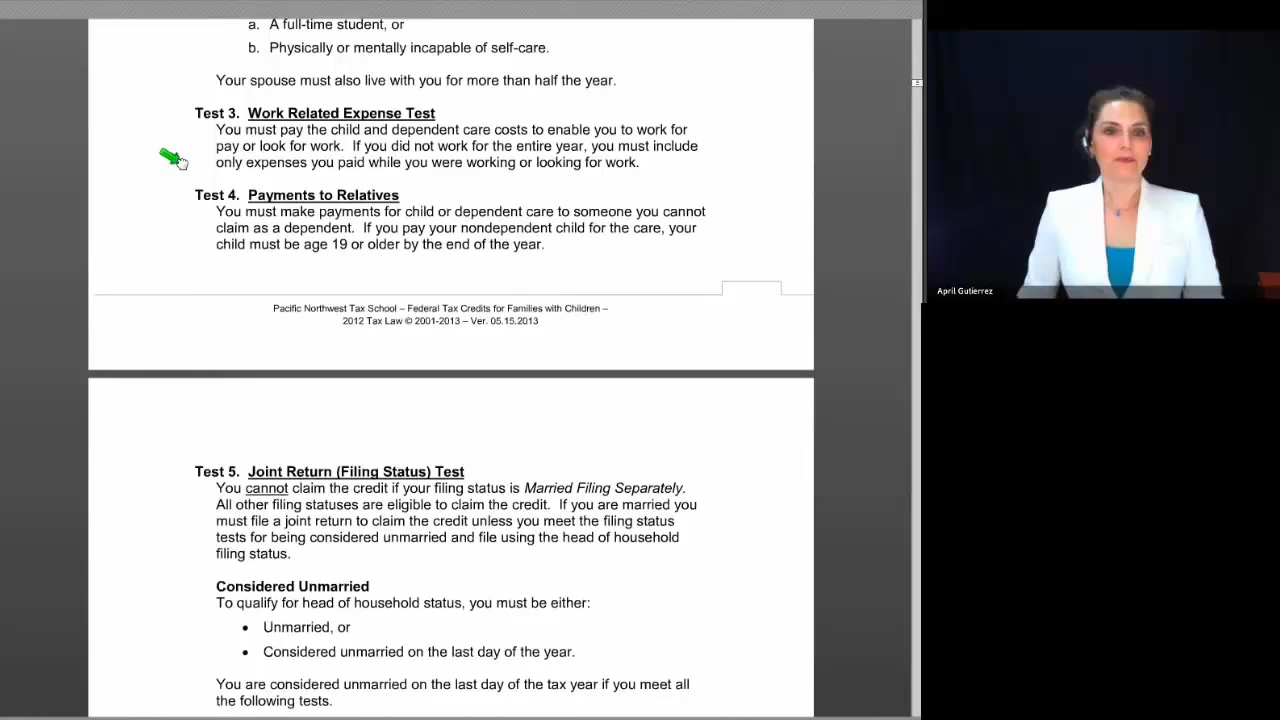 a. A full-time student, or
b. Physically or mentally incapable of self-care.
Your spouse must also live with you for more than half the year.
Test 3. Work Related Expense Test
You must pay the child and dependent care costs to enable you to work for
pay or look for work. If you did not work for the entire year, you must include
only expenses you paid while you were working or looking for work.
Test 4. Payments to Relatives
You must make payments for child or dependent care to someone you cannot
claim as a dependent. If you pay your nondependent child for the care, your
child must be age 19 or older by the end of the year.
Pacific Northwest Tax School – Federal Tax Credits for Families with Children –
2012 Tax Law © 2001-2013 – Ver. 05.15.2013
Test 5. Joint Return (Filing Status) Test
You cannot claim the credit if your filing status is Married Filing Separately.
All other filing statuses are eligible to claim the credit. If you are married you
must file a joint return to claim the credit unless you meet the filing status
tests for being considered unmarried and file using the head of household
filing status.
Considered Unmarried
To qualify for head of household status, you must be either:
• Unmarried, or
• Considered unmarried on the last day of the year.
You are considered unmarried on the last day of the tax year if you meet all
the following tests.
April Gutierrez